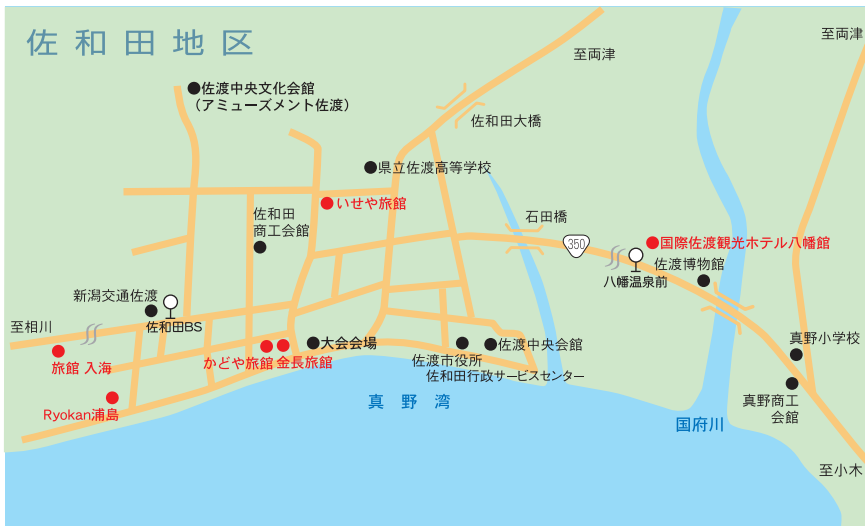 佐和田地区
至両津
至両津
佐渡中央文化会館
（アミューズメント佐渡）
佐和田大橋
県立佐渡高等学校
いせや旅館
佐和田
商工会館
石田橋
350
国際佐渡観光ホテル八幡館
佐渡博物館
八幡温泉前
新潟交通佐渡
佐和田BS
至相川
旅館 入海
かどや旅館
金長旅館
大会会場
佐渡市役所
佐和田行政サービスセンター
佐渡中央会館
真野小学校
Ryokan浦島
真野湾
国府川
真野商工
会館
至小木